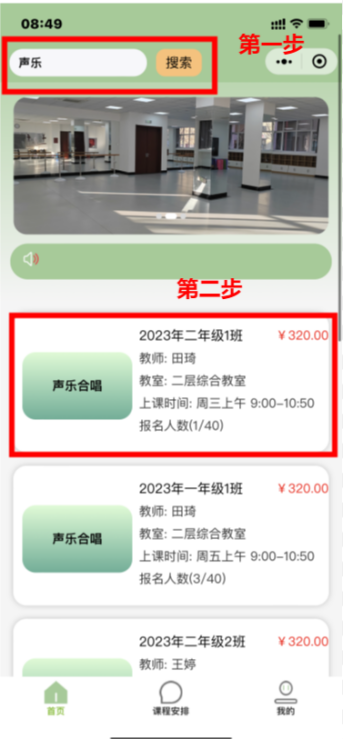 08:49
第一步
声乐
搜索
第二步
2023年二年级1班
￥320.00
声乐合唱
教师: 田琦
教室: 二层综合教室
上课时间: 周三上午 9:00-10:50
报名人数(1/40)
2023年一年级1班
￥320.00
声乐合唱
教师: 田琦
教室: 二层综合教室
上课时间: 周五上午 9:00-10:50
报名人数(3/40)
2023年二年级2班
￥320.00
教师: 王婷
首页
课程安排
我的